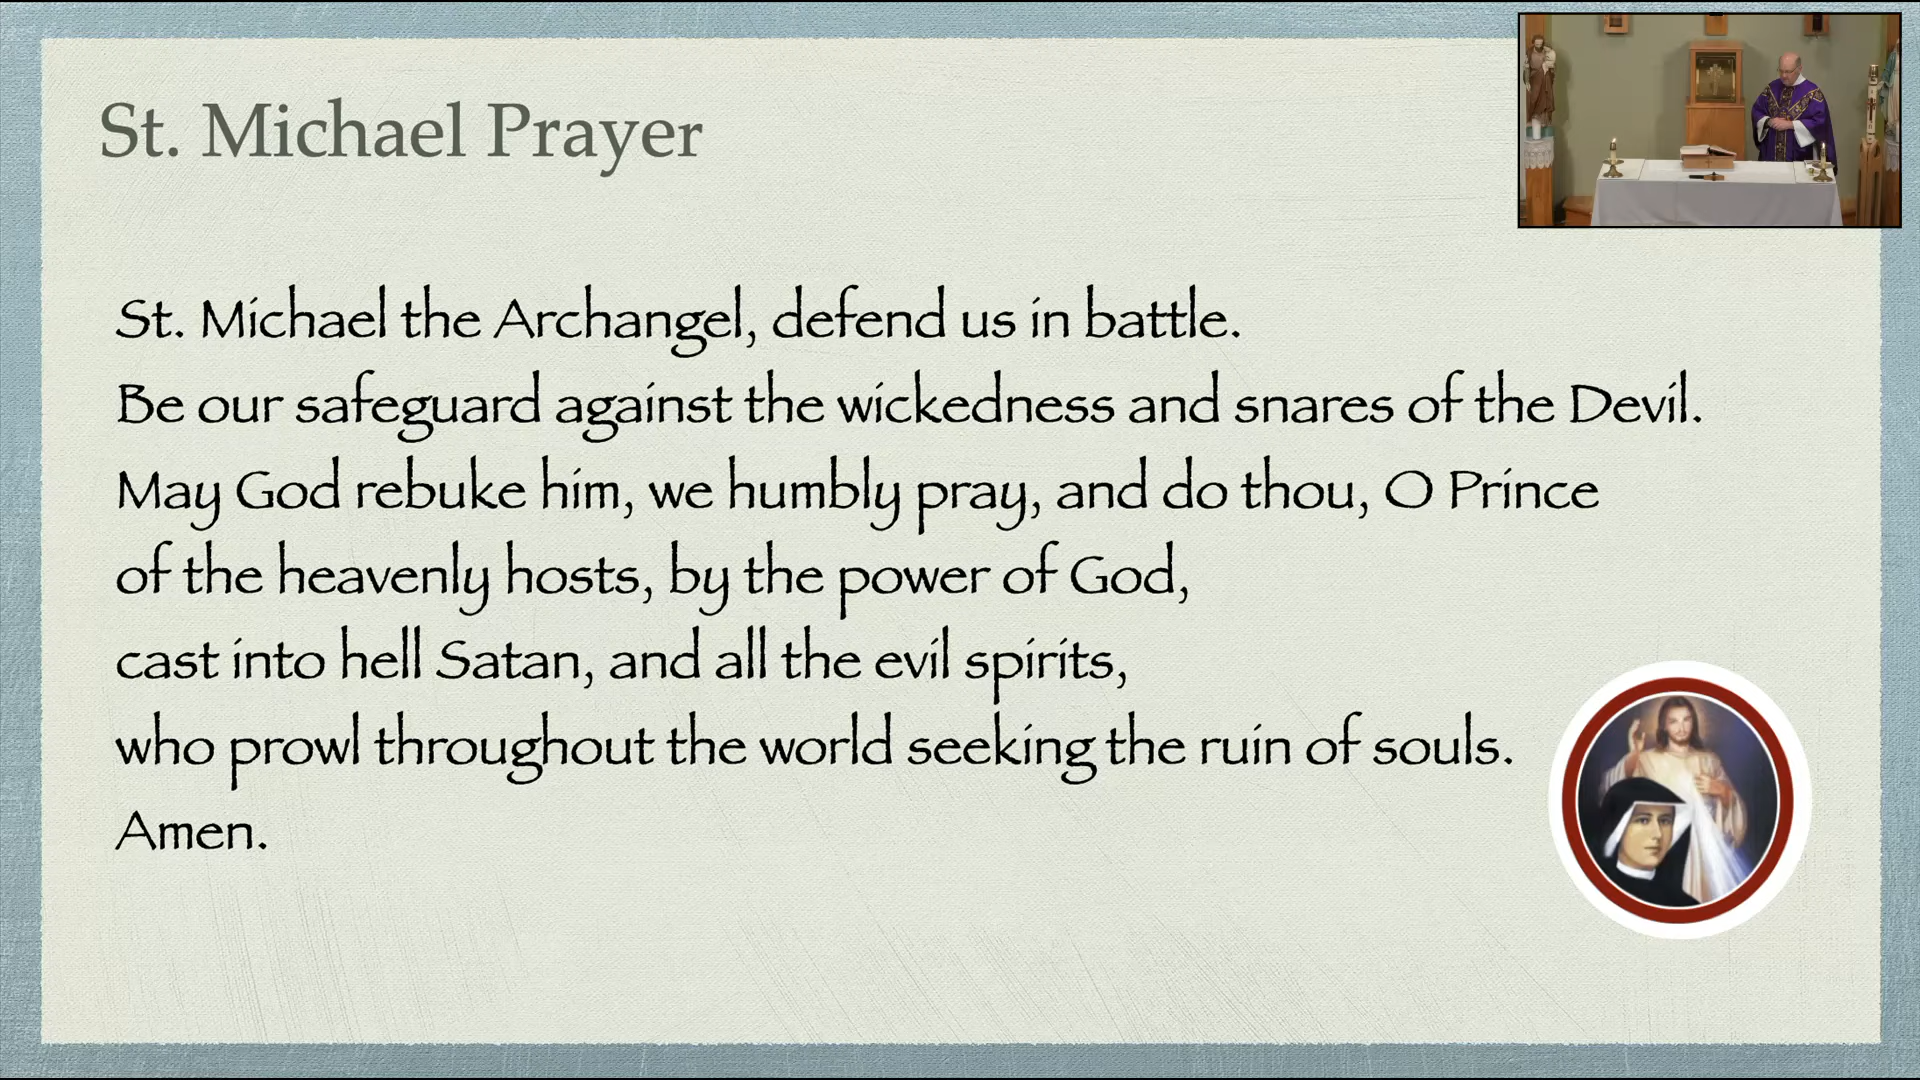 St. Michael Prayer
St. Michael the Archangel, defend us in battle.
Be our safeguard against the wickedness and snares of the Devil.
May God rebuke him, we humbly pray, and do thou, O Prince
of the heavenly hosts, by the power of God,
cast into hell Satan, and all the evil spirits,
who prowl throughout the world seeking the ruin of souls.
Amen.